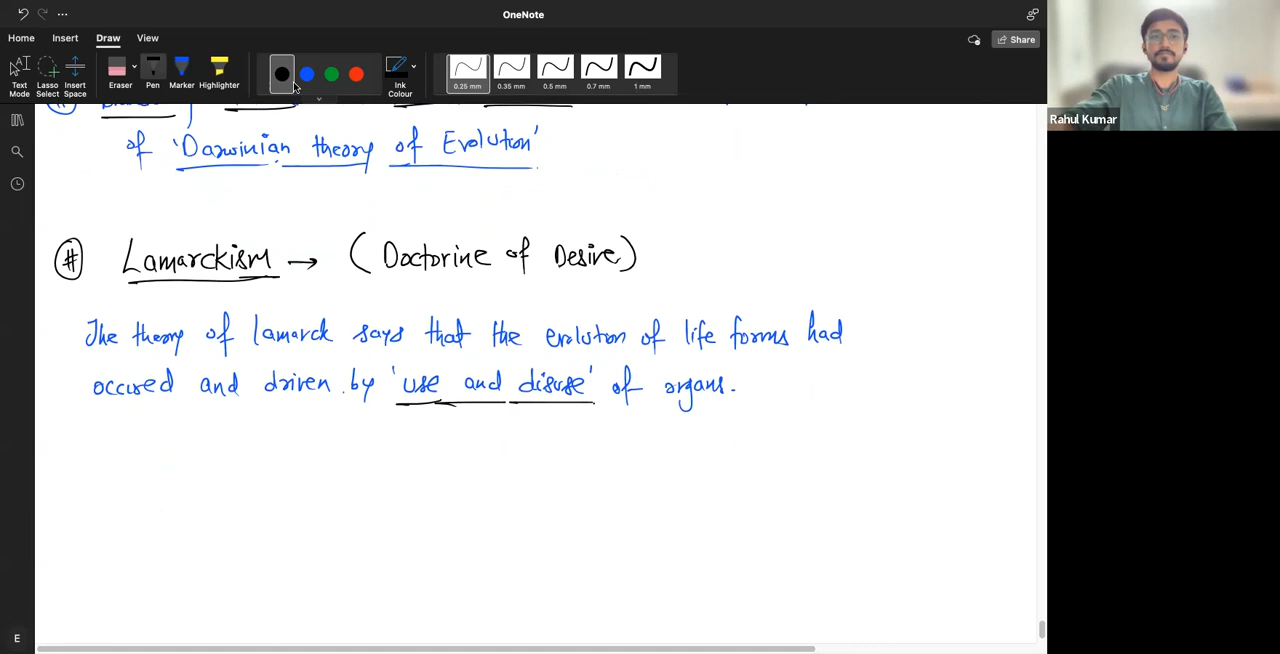 OneNote
Home Insert Draw View
Share
Text Mode Lasso Select Insert Space Eraser Pen Marker Highlighter Ink Colour 0.25 mm 0.35 mm 0.5 mm 0.7 mm 1 mm
Rahul Kumar
of 'Darwinian theory of Evolution'
# Lamarckism → (Doctorine of Desire)
The theory of lamarck says that the evolution of life forms had
occured and driven by 'use and disuse' of organs.
E